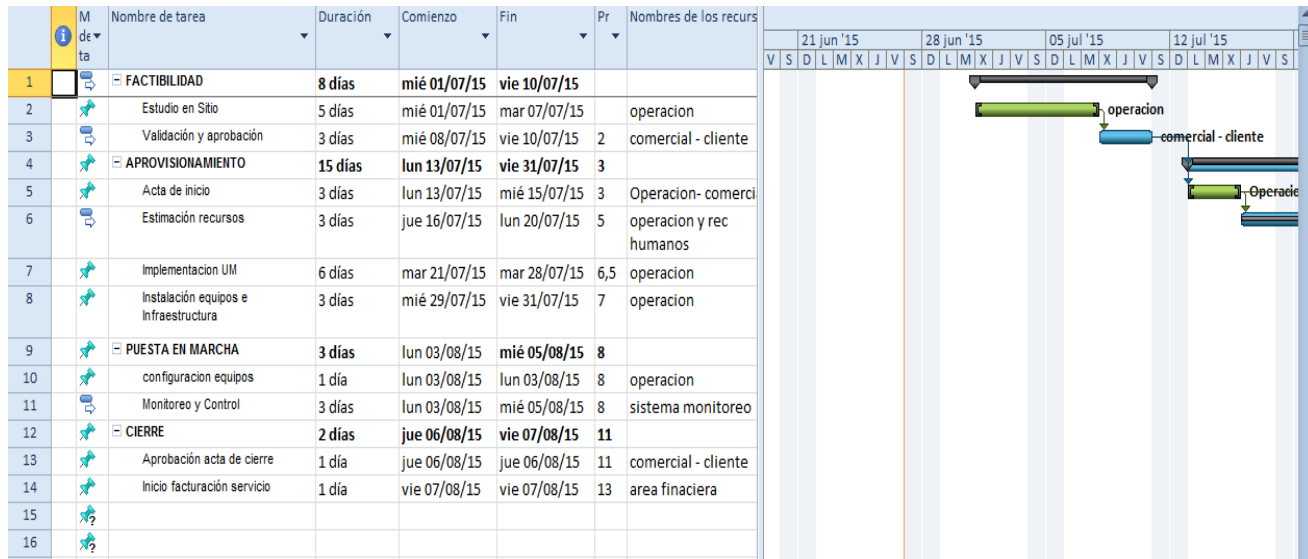 M de ta Nombre de tarea Duración Comienzo Fin Pr Nombres de los recurs
21 jun '15 28 jun '15 05 jul '15 12 jul '15
V S D L M X J V S D L M X J V S D L M X J V S D L M X J V S
1 FACTIBILIDAD 8 días mié 01/07/15 vie 10/07/15
2 Estudio en Sitio 5 días mié 01/07/15 mar 07/07/15 operacion operacion
3 Validación y aprobación 3 días mié 08/07/15 vie 10/07/15 2 comercial - cliente comercial - cliente
4 APROVISIONAMIENTO 15 días lun 13/07/15 vie 31/07/15 3
5 Acta de inicio 3 días lun 13/07/15 mié 15/07/15 3 Operacion- comerci Operacio
6 Estimación recursos 3 días jue 16/07/15 lun 20/07/15 5 operacion y rec
humanos
7 Implementacion UM 6 días mar 21/07/15 mar 28/07/15 6,5 operacion
8 Instalación equipos e 3 días mié 29/07/15 vie 31/07/15 7 operacion
Infraestructura
9 PUESTA EN MARCHA 3 días lun 03/08/15 mié 05/08/15 8
10 configuracion equipos 1 día lun 03/08/15 lun 03/08/15 8 operacion
11 Monitoreo y Control 3 días lun 03/08/15 mié 05/08/15 8 sistema monitoreo
12 CIERRE 2 días jue 06/08/15 vie 07/08/15 11
13 Aprobación acta de cierre 1 día jue 06/08/15 jue 06/08/15 11 comercial - cliente
14 Inicio facturación servicio 1 día vie 07/08/15 vie 07/08/15 13 area finaciera
15
16